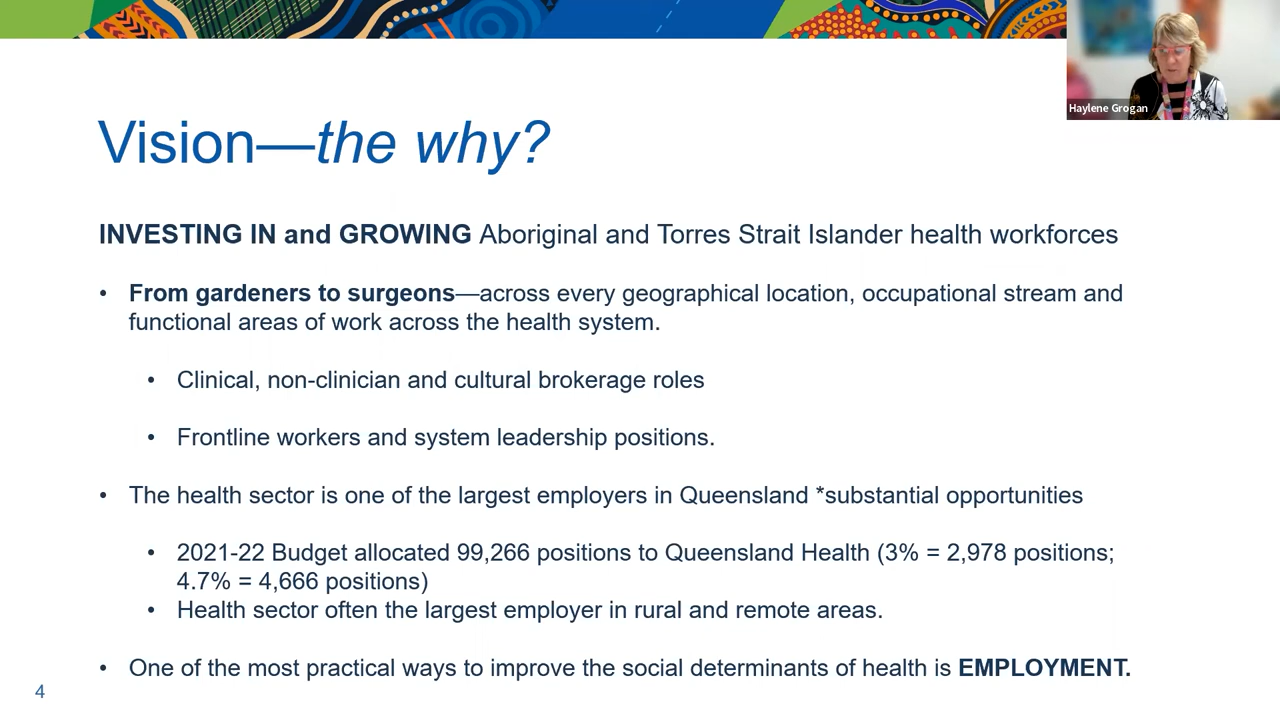 Haylene Grogan
Vision—the why?
INVESTING IN and GROWING Aboriginal and Torres Strait Islander health workforces
• From gardeners to surgeons—across every geographical location, occupational stream and
functional areas of work across the health system.
• Clinical, non-clinician and cultural brokerage roles
• Frontline workers and system leadership positions.
• The health sector is one of the largest employers in Queensland *substantial opportunities
• 2021-22 Budget allocated 99,266 positions to Queensland Health (3% = 2,978 positions;
4.7% = 4,666 positions)
• Health sector often the largest employer in rural and remote areas.
• One of the most practical ways to improve the social determinants of health is EMPLOYMENT.
4